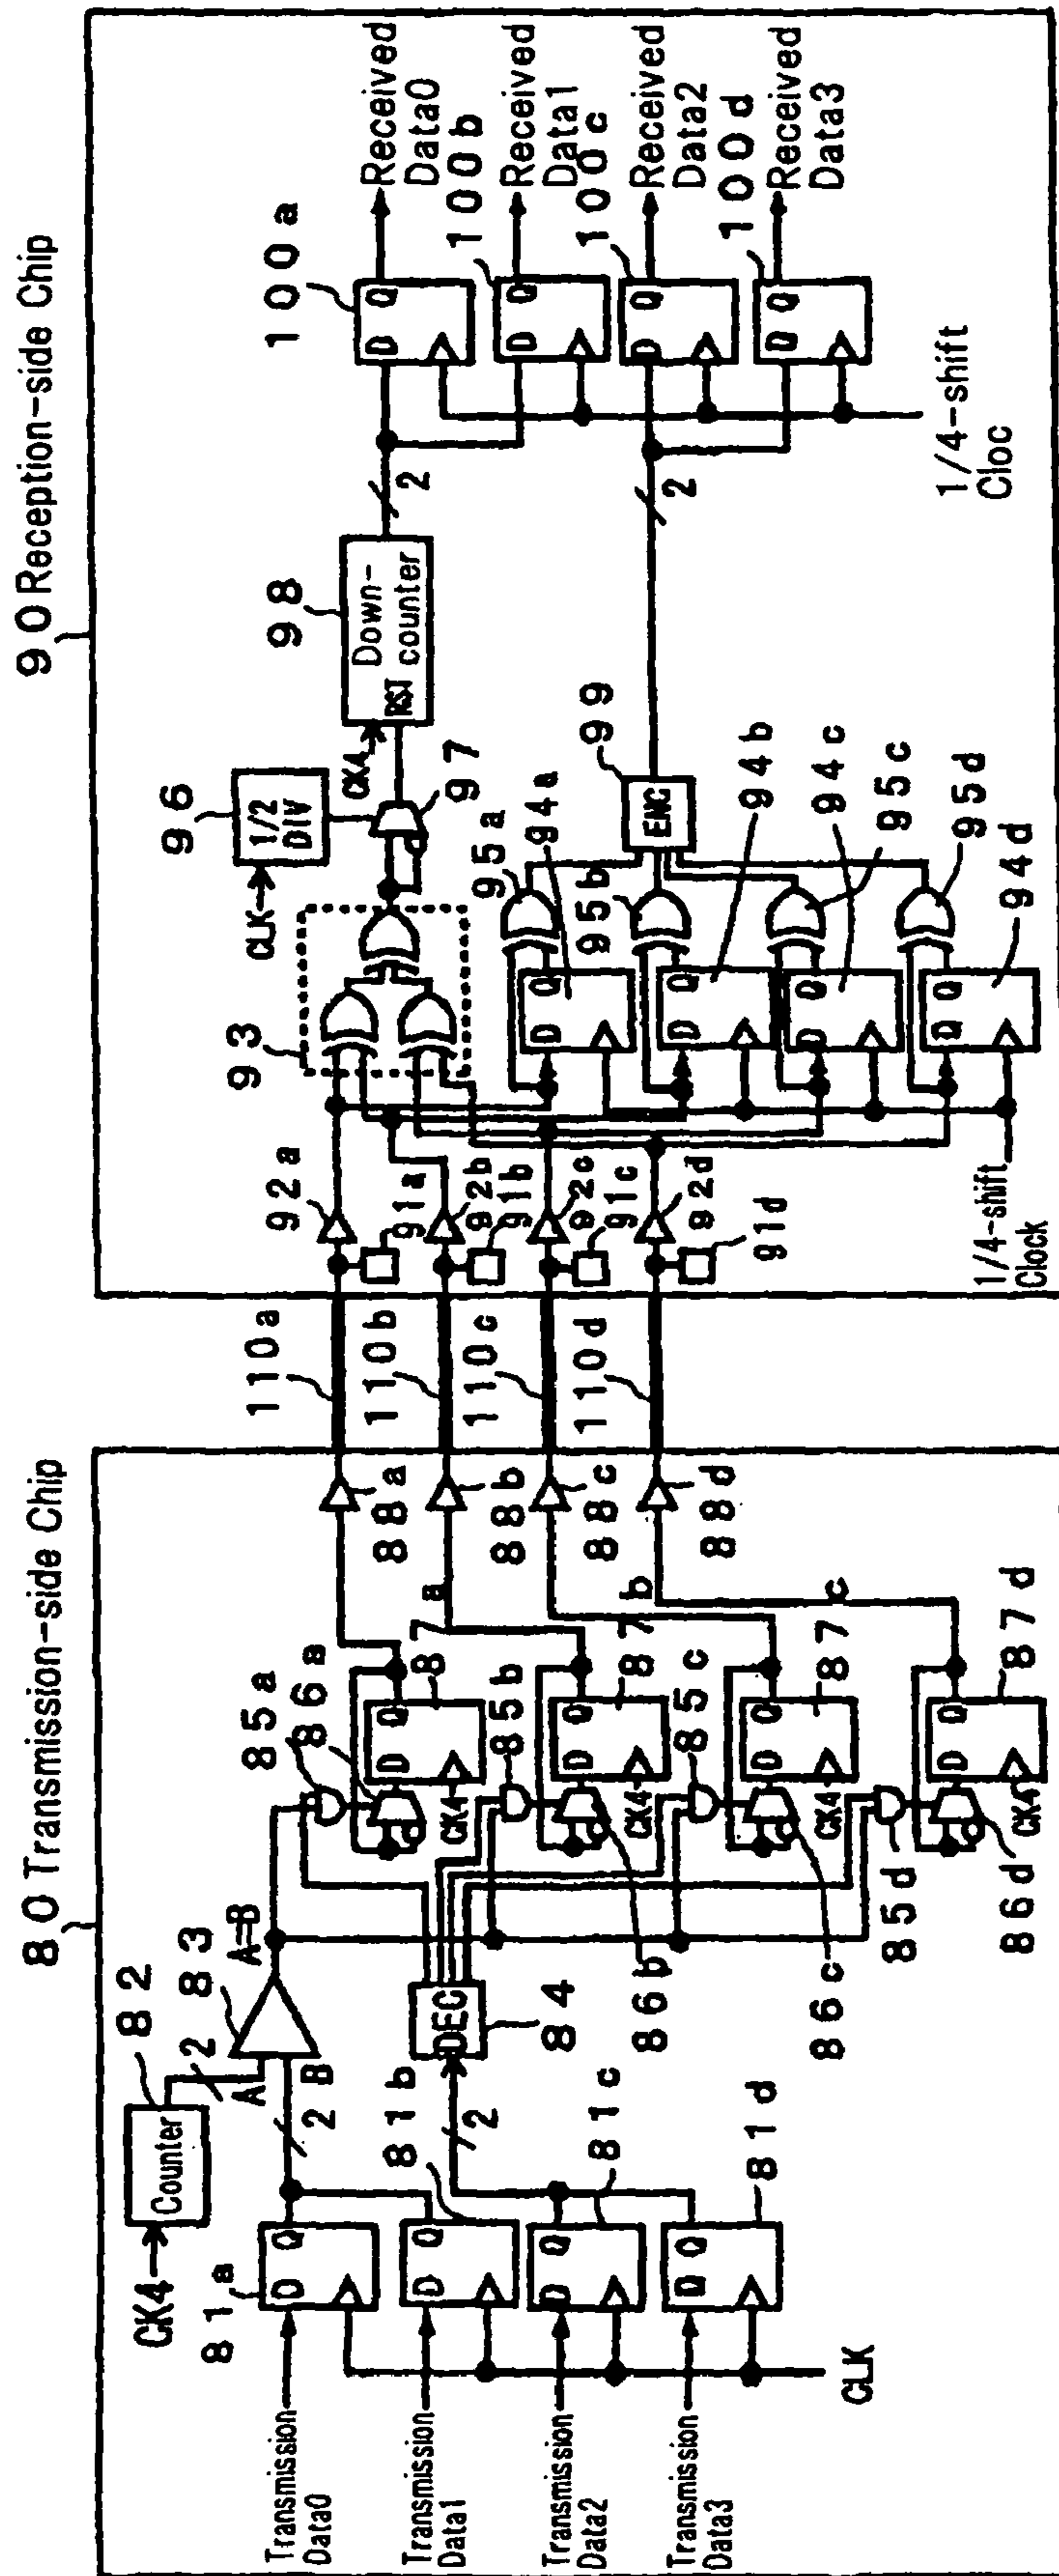 80 Transmission-side Chip
Transmission
Data0
Transmission
Data1
Transmission
Data2
Transmission
Data3
CLK
CK4
81a
D Q
81b
D Q
81c
D Q
81d
D Q
82
Counter
2
A
2
B
83
A=B
2
DEC
84
85a
86a
D Q
CK4
87a
85b
86b
D Q
CK4
87b
85c
86c
D Q
CK4
87c
85d
86d
D Q
CK4
87d
88a
88b
88c
88d
110a
110b
110c
110d
90 Reception-side Chip
92a
91a
92b
91b
92c
91c
92d
91d
1/4-shift
Clock
93
CLK
96
1/2
DIV
97
CK4
RST
Down-
counter
98
95a
94a
D Q
95b
94b
D Q
94c
D Q
95c
95d
94d
D Q
ENC
99
2
2
1/4-shift
Cloc
100a
D Q
Received
Data0
100b
D Q
Received
Data1
100c
D Q
Received
Data2
100d
D Q
Received
Data3